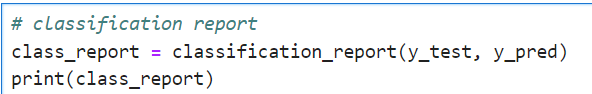 # classification report
class_report = classification_report(y_test, y_pred)
print(class_report)